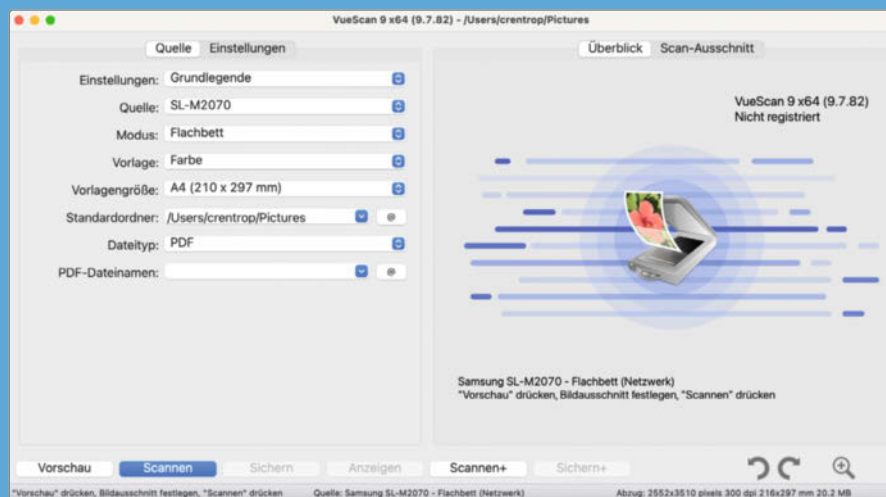 VueScan 9 x64 (9.7.82) - /Users/crentrop/Pictures
Quelle Einstellungen
Einstellungen: Grundlegende
Quelle: SL-M2070
Modus: Flachbett
Vorlage: Farbe
Vorlagengröße: A4 (210 x 297 mm)
Standardordner: /Users/crentrop/Pictures @
Dateityp: PDF
PDF-Dateinamen: @
Überblick Scan-Ausschnitt
VueScan 9 x64 (9.7.82)
Nicht registriert
Samsung SL-M2070 - Flachbett (Netzwerk)
"Vorschau" drücken, Bildausschnitt festlegen, "Scannen" drücken
Vorschau Scannen Sichern Anzeigen Scannen+ Sichern+
"Vorschau" drücken, Bildausschnitt festlegen, "Scannen" drücken Quelle: Samsung SL-M2070 - Flachbett (Netzwerk) Abzug: 2552x3510 pixels 300 dpi 216x297 mm 20.2 MB